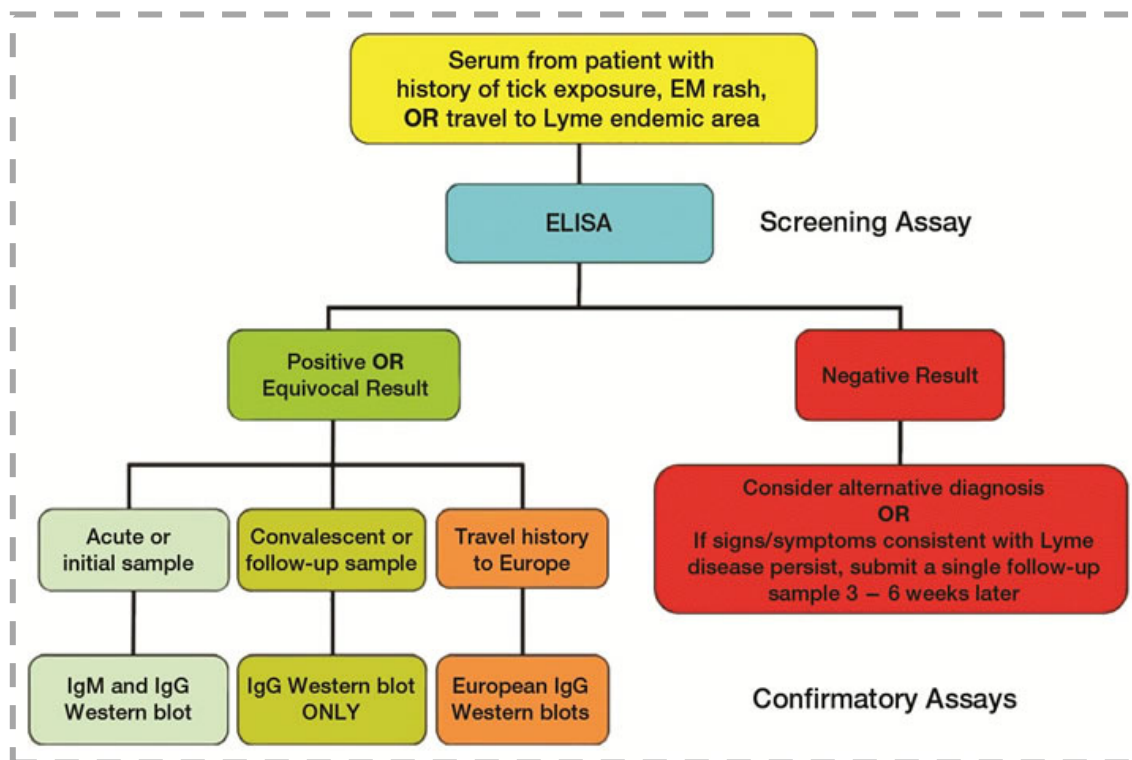 Serum from patient with
history of tick exposure, EM rash,
OR travel to Lyme endemic area
ELISA
Screening Assay
Positive OR
Equivocal Result
Negative Result
Acute or
initial sample
Convalescent or
follow-up sample
Travel history
to Europe
Consider alternative diagnosis
OR
If signs/symptoms consistent with Lyme
disease persist, submit a single follow-up
sample 3 – 6 weeks later
IgM and IgG
Western blot
IgG Western blot
ONLY
European IgG
Western blots
Confirmatory Assays